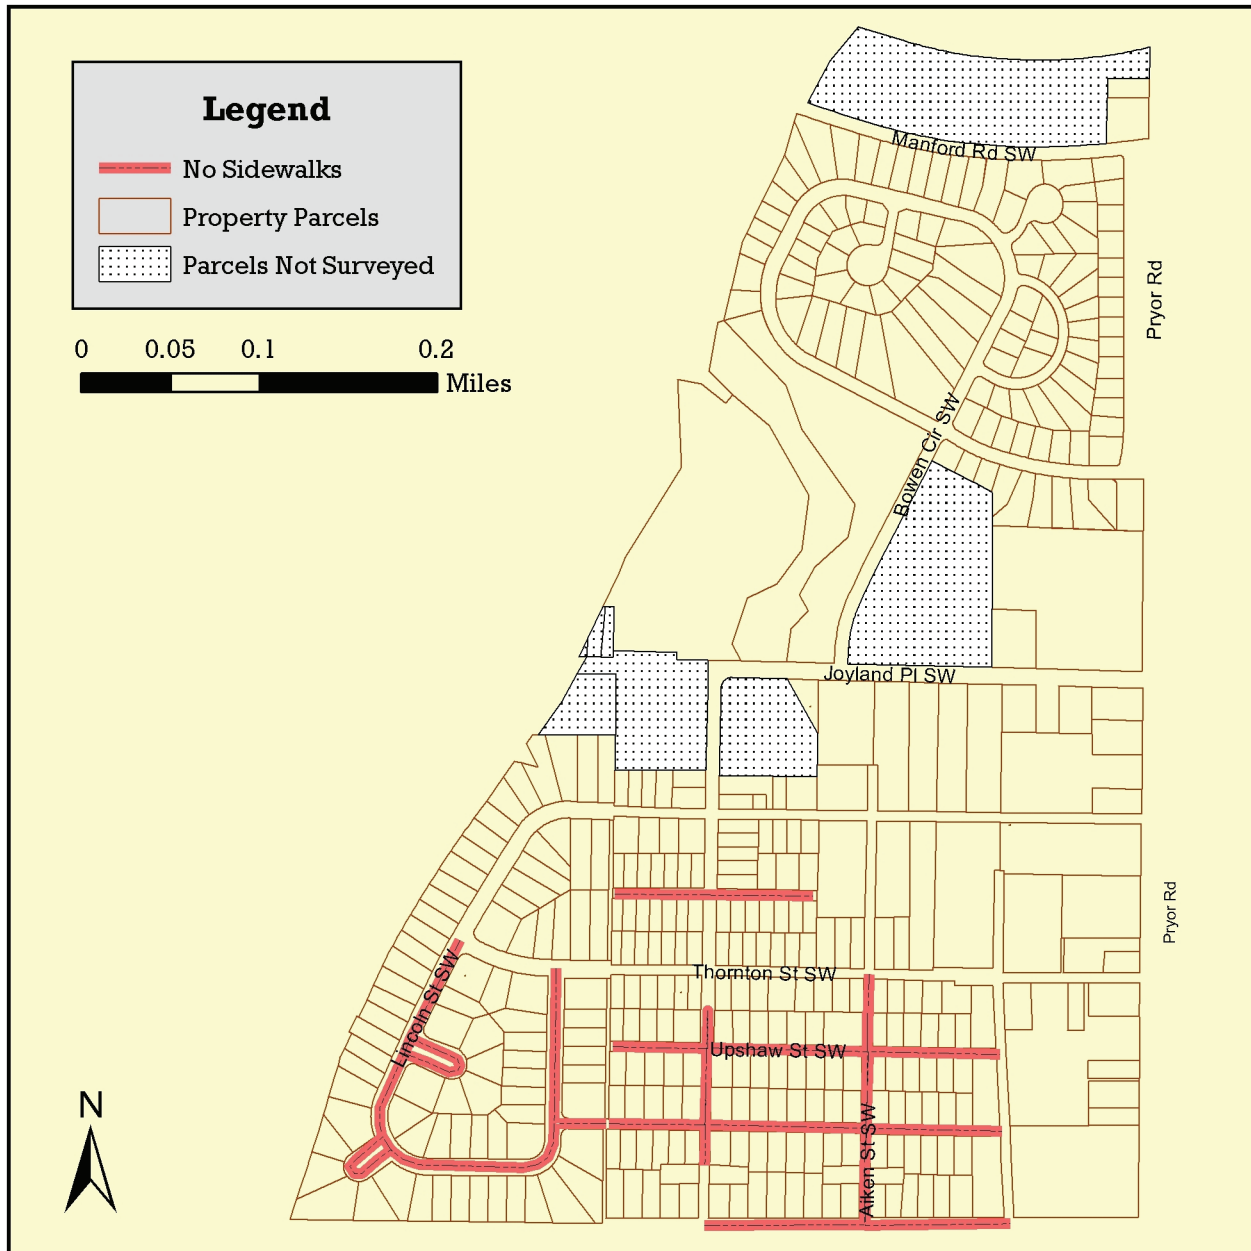 Legend
No Sidewalks
Property Parcels
Parcels Not Surveyed
0 0.05 0.1 0.2
Miles
Manford Rd SW
Pryor Rd
Bowen Cir SW
Joyland Pl SW
Pryor Rd
Thornton St SW
Lincoln St SW
Upshaw St SW
Aiken St SW
N